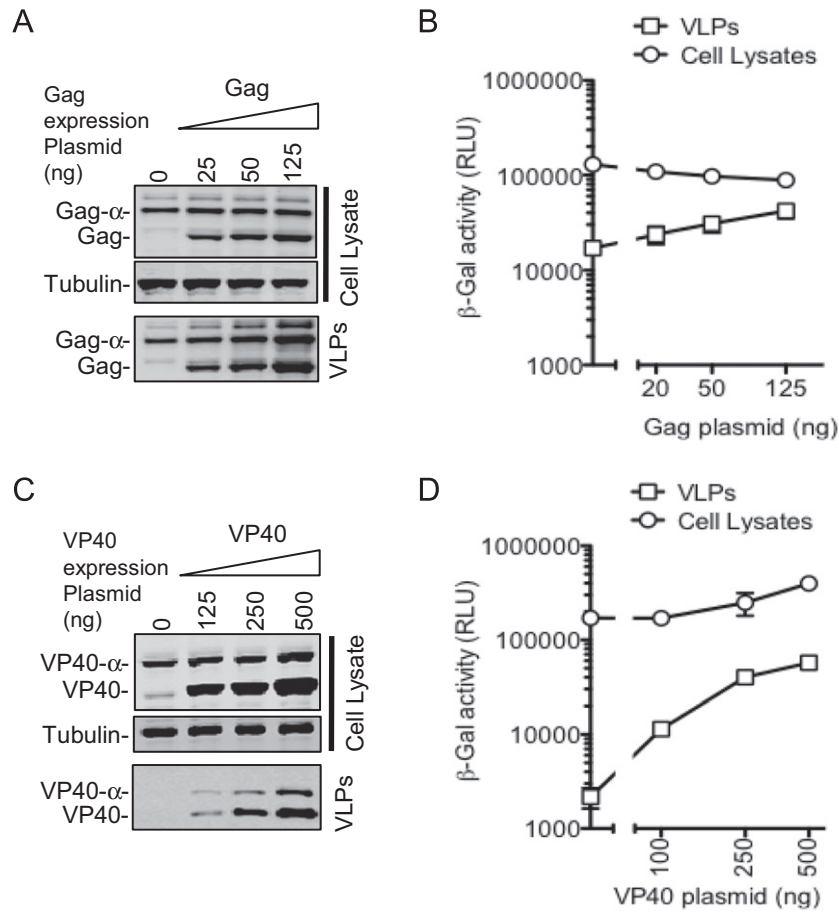 A
Gag
expression
Plasmid
(ng)
Gag
0 25 50 125
Gag-α-
Gag-
Tubulin-
Cell Lysate
Gag-α-
Gag-
VLPs
B
VLPs
Cell Lysates
β-Gal activity (RLU)
1000000
100000
10000
1000
20 50 125
Gag plasmid (ng)
C
VP40
expression
Plasmid
(ng)
VP40
0 125 250 500
VP40-α-
VP40-
Tubulin-
Cell Lysate
VP40-α-
VP40-
VLPs
D
VLPs
Cell Lysates
β-Gal activity (RLU)
1000000
100000
10000
1000
100 250 500
VP40 plasmid (ng)